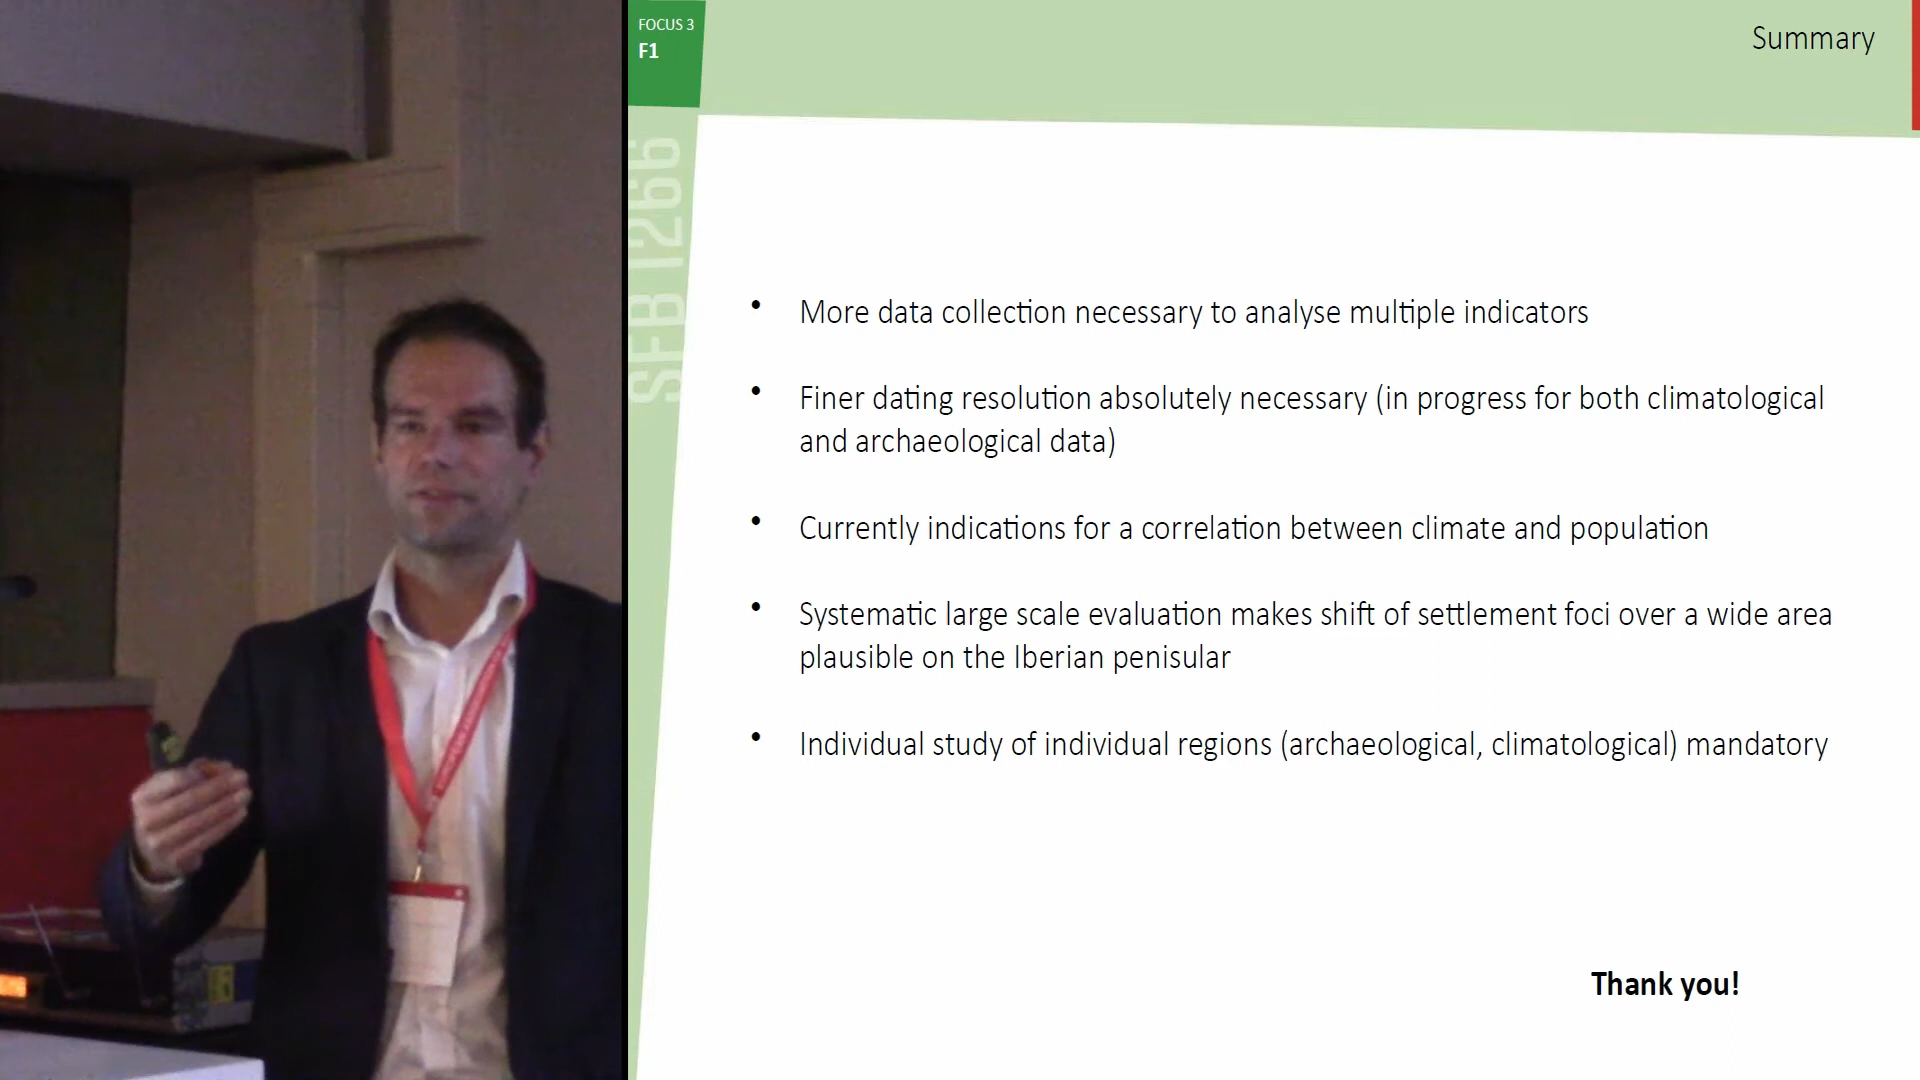 FOCUS 3
F1
Summary
SFB 1266
• More data collection necessary to analyse multiple indicators
• Finer dating resolution absolutely necessary (in progress for both climatological
and archaeological data)
• Currently indications for a correlation between climate and population
• Systematic large scale evaluation makes shift of settlement foci over a wide area
plausible on the Iberian penisular
• Individual study of individual regions (archaeological, climatological) mandatory
Thank you!